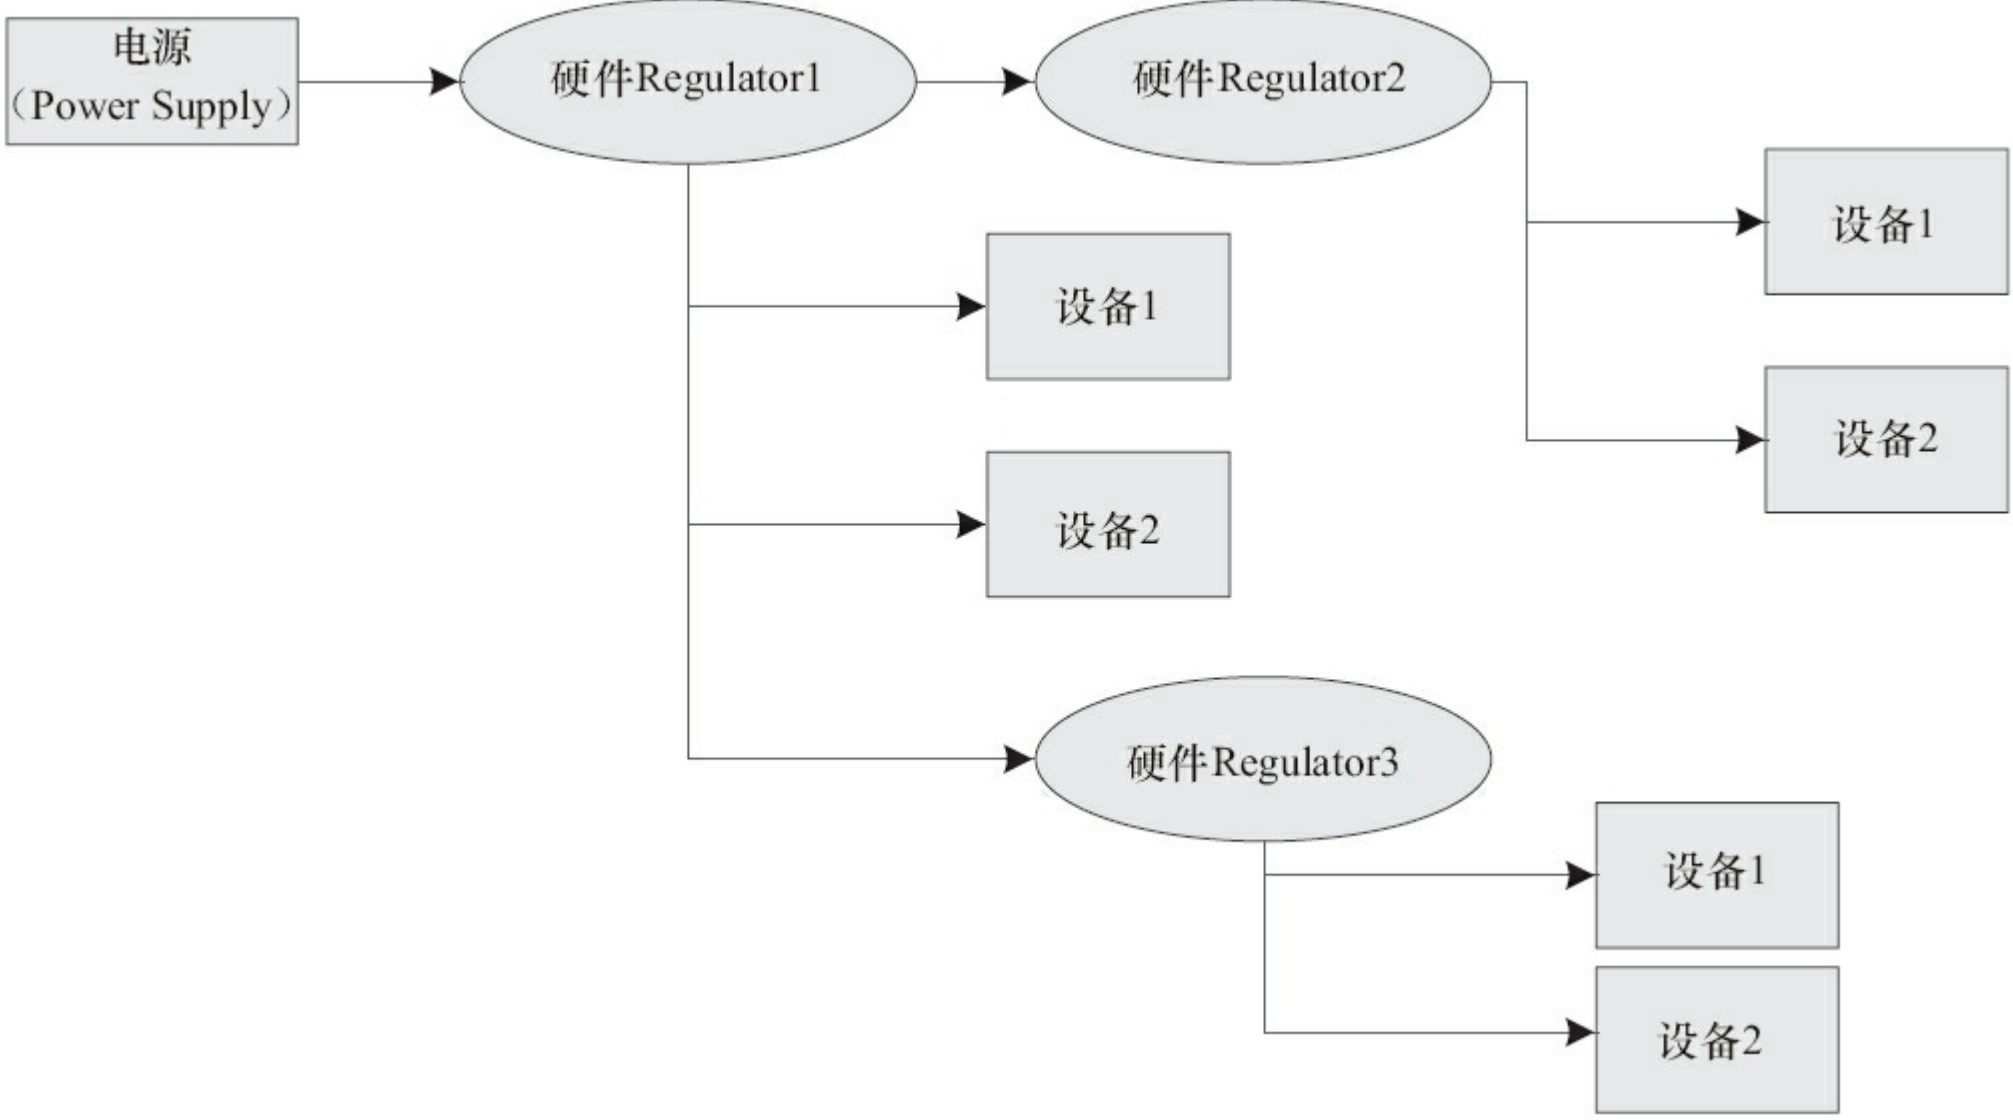 电源
（Power Supply）
硬件Regulator1
硬件Regulator2
设备1
设备1
设备2
设备2
硬件Regulator3
设备1
设备2